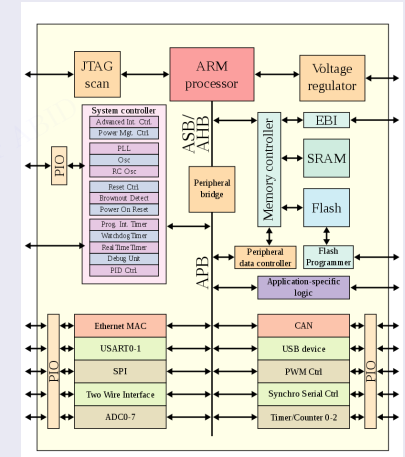 JTAG
scan
ARM
processor
Voltage
regulator
System controller
Advanced Int. Ctrl.
Power Mgt. Ctrl
PLL
Osc
RC Osc
Reset Ctrl
Brownout Detect
Power On Reset
Prog. Int. Timer
Watchdog Timer
Real Time Timer
Debug Unit
PID Ctrl
PIO
ASB/
AHB
Peripheral
bridge
APB
Memory controller
EBI
SRAM
Flash
Peripheral
data controller
Flash
Programmer
Application-specific
logic
PIO
Ethernet MAC
USART0-1
SPI
Two Wire Interface
ADC0-7
CAN
USB device
PWM Ctrl
Synchro Serial Ctrl
Timer/Counter 0-2
PIO